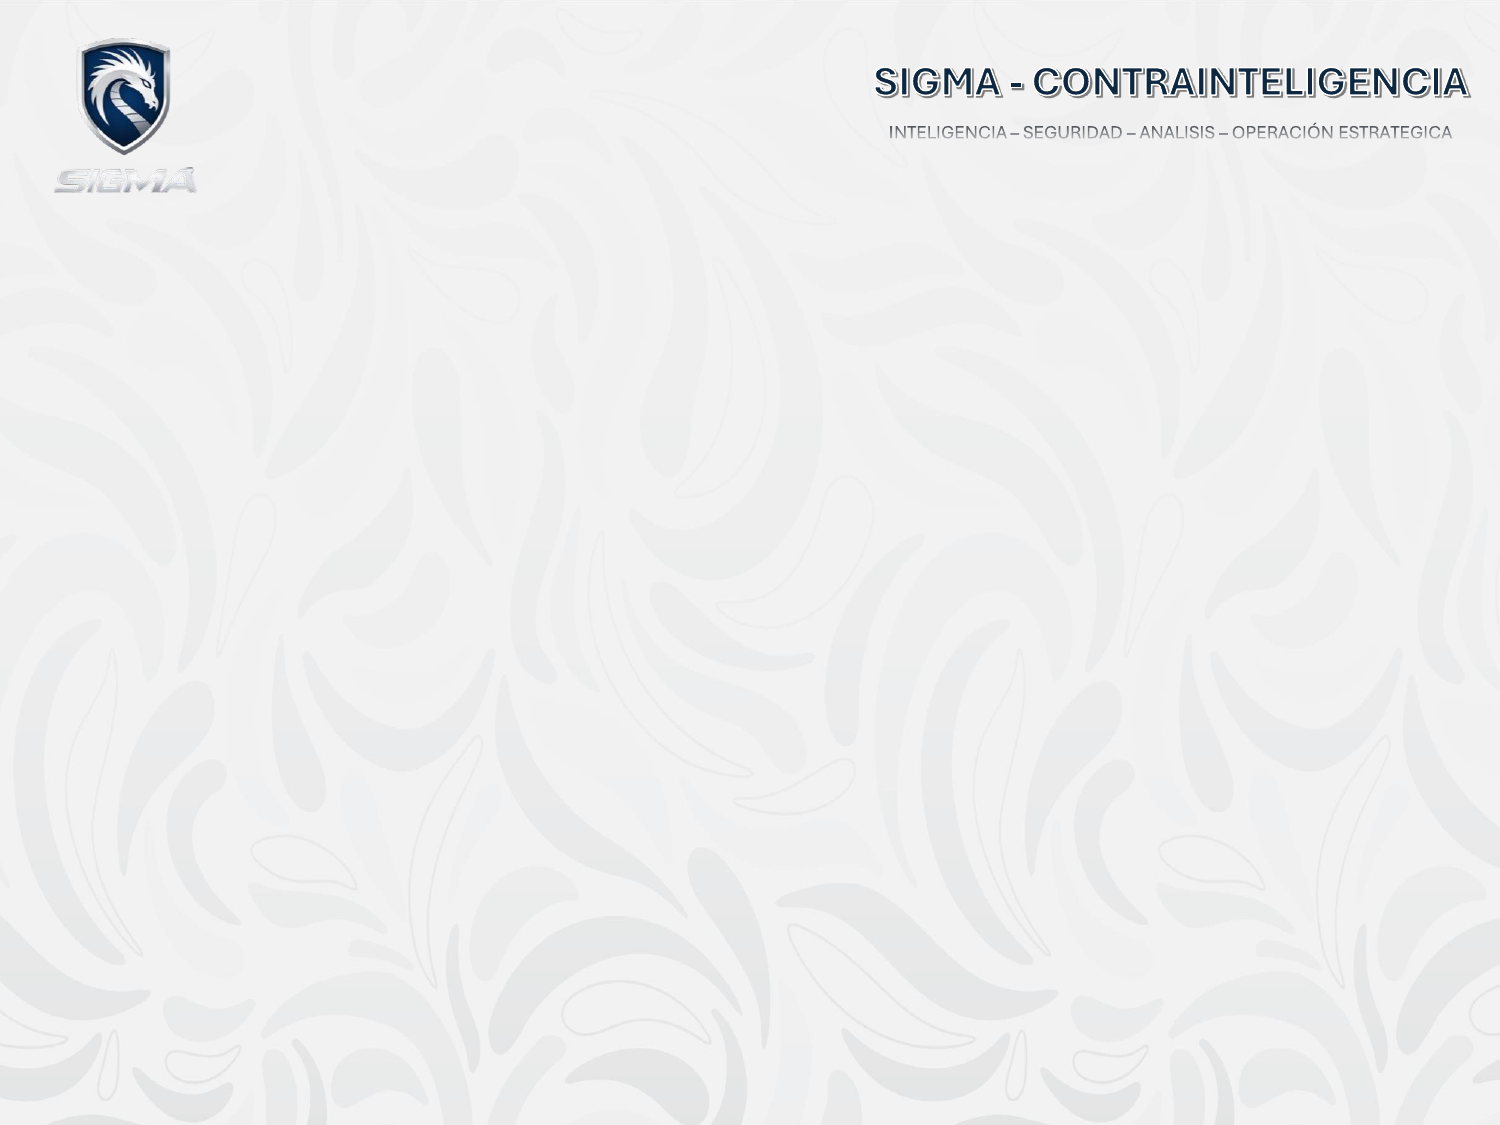 SIGMA - CONTRAINTELIGENCIA
INTELIGENCIA – SEGURIDAD – ANALISIS – OPERACIÓN ESTRATEGICA
SIGMA